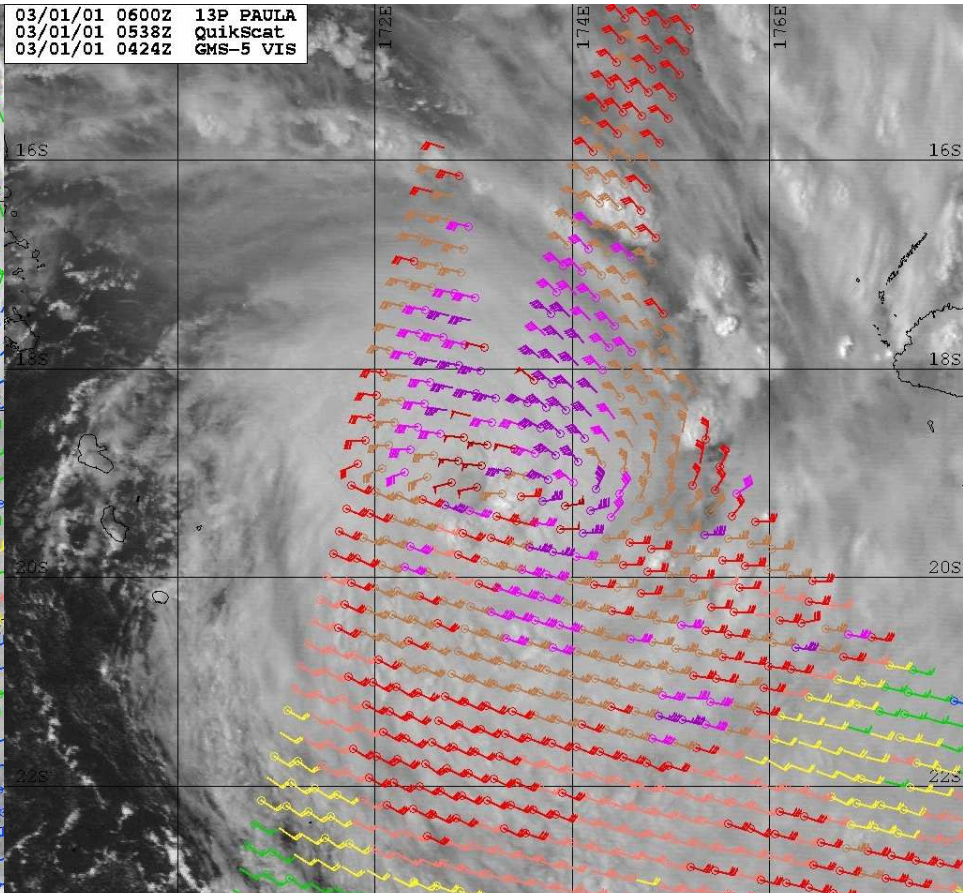 03/01/01 0600Z 13P PAULA
03/01/01 0538Z QuikScat
03/01/01 0424Z GMS-5 VIS
172E
174E
176E
16S
16S
18S
18S
20S
20S
22S
22S